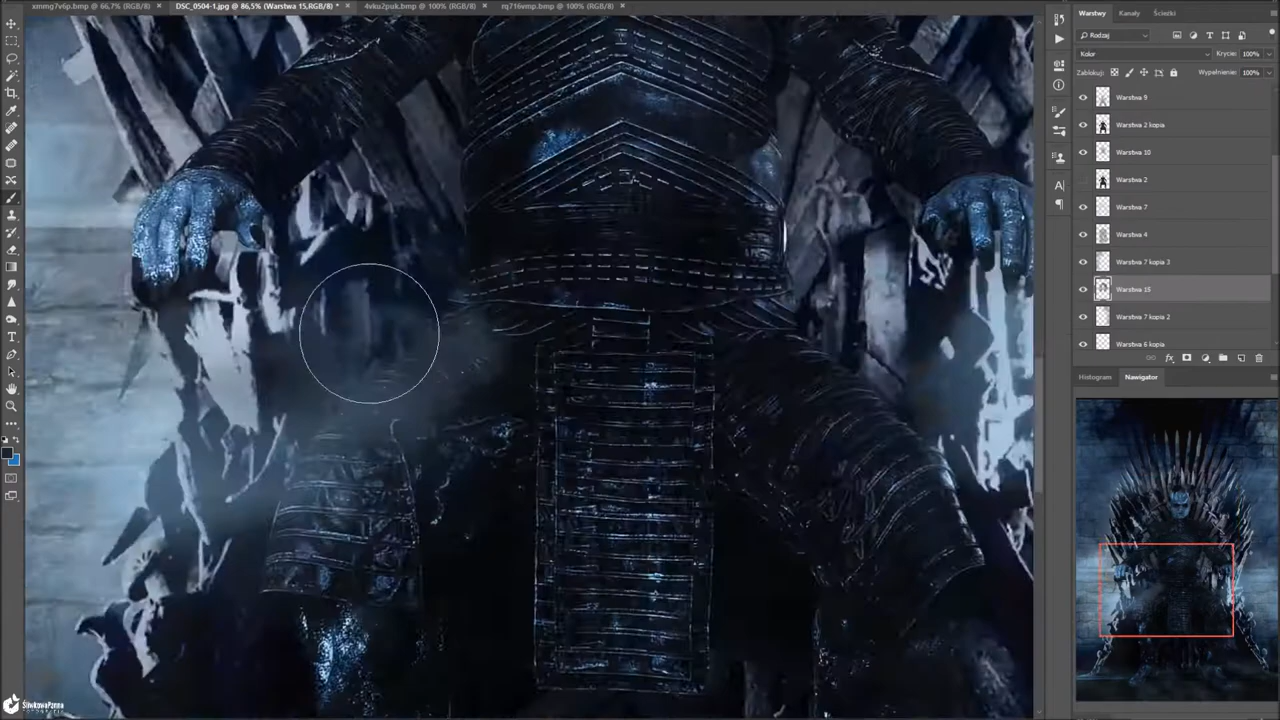 xmmg7v6p.bmp @ 66,7% (RGB/8)
DSC_0504-1.jpg @ 86,5% (Warstwa 15,RGB/8) *
4vko2puk.bmp @ 100% (RGB/8)
rq716vmp.bmp @ 100% (RGB/8)
Warstwy
Kanały
Ścieżki
Rodzaj
Kolor
Krycie: 100%
Zablokuj:
Wypełnienie: 100%
Warstwa 9
Warstwa 2 kopia
Warstwa 10
Warstwa 2
Warstwa 7
Warstwa 4
Warstwa 7 kopia 3
Warstwa 15
Warstwa 7 kopia 2
Warstwa 6 kopia
Histogram
Nawigator
ŚliwkowaPanna